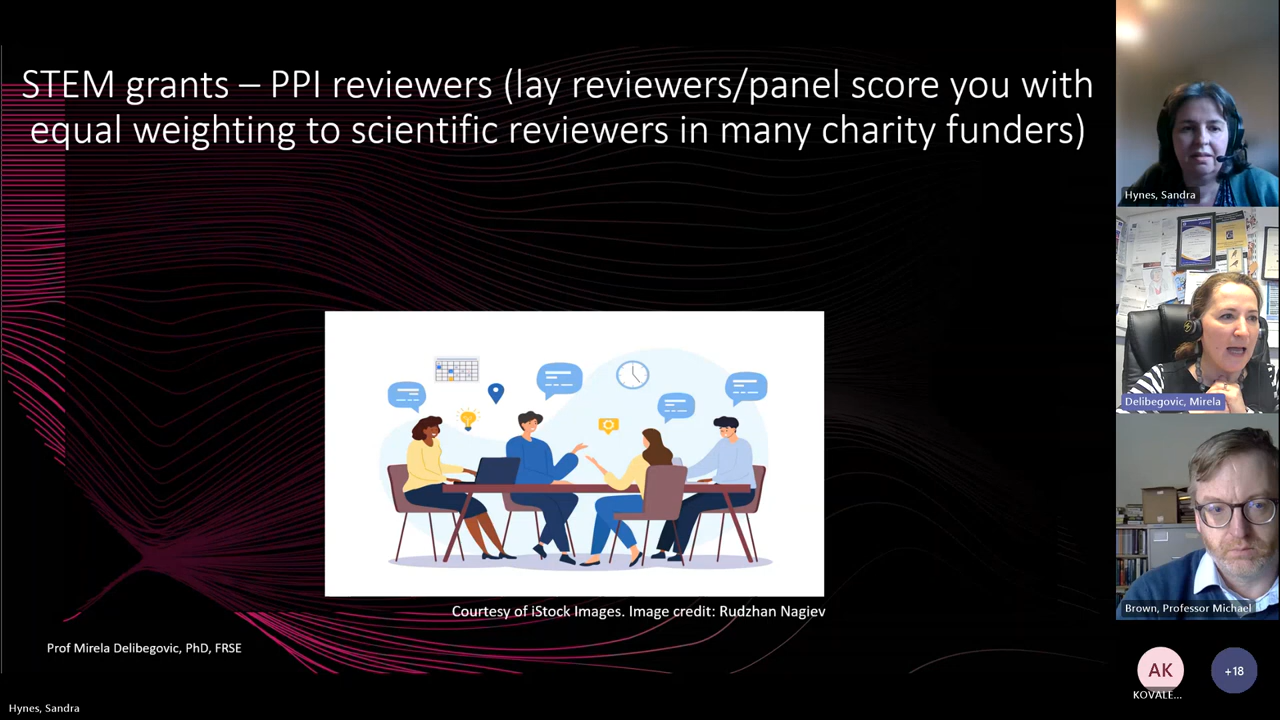 STEM grants – PPI reviewers (lay reviewers/panel score you with
equal weighting to scientific reviewers in many charity funders)
Courtesy of iStock Images. Image credit: Rudzhan Nagiev
Prof Mirela Delibegovic, PhD, FRSE
Hynes, Sandra
Hynes, Sandra
Delibegovic, Mirela
Brown, Professor Michael
AK
KOVALE...
+18